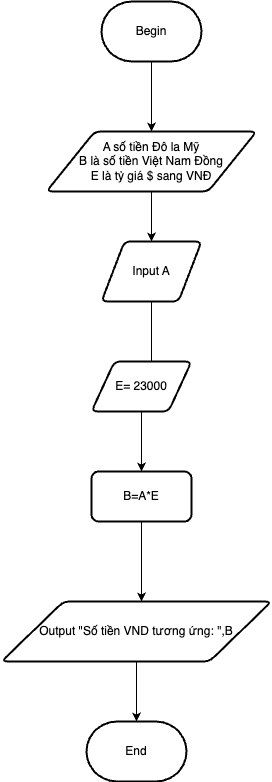 Begin
A số tiền Đô la Mỹ
B là số tiền Việt Nam Đồng
E là tỷ giá $ sang VNĐ
Input A
E= 23000
B=A*E
Output "Số tiền VND tương ứng: ",B
End